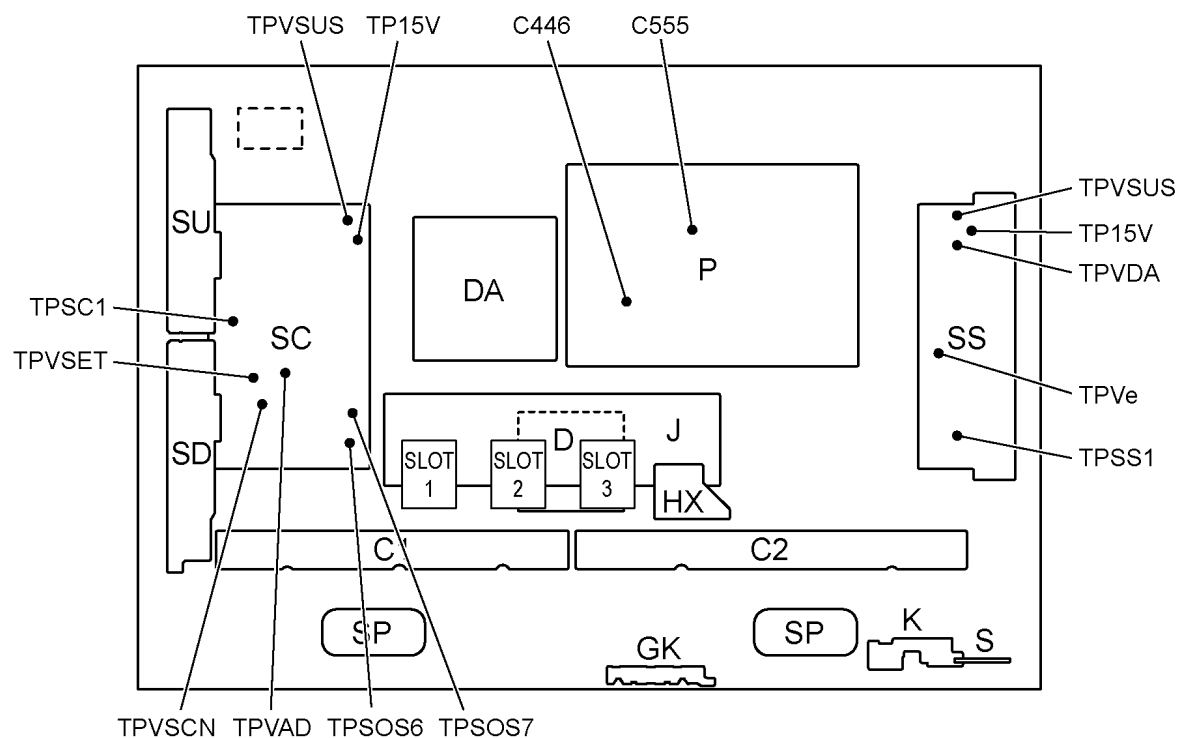 TPVSUS TP15V C446 C555
SU
SC
DA
P
SS
TPVSUS
TP15V
TPVDA
TPVe
TPSS1
TPSC1
TPVSET
SD
D
J
SLOT
1
SLOT
2
SLOT
3
HX
C1
C2
SP
SP
GK
K
S
TPVSCN TPVAD TPSOS6 TPSOS7